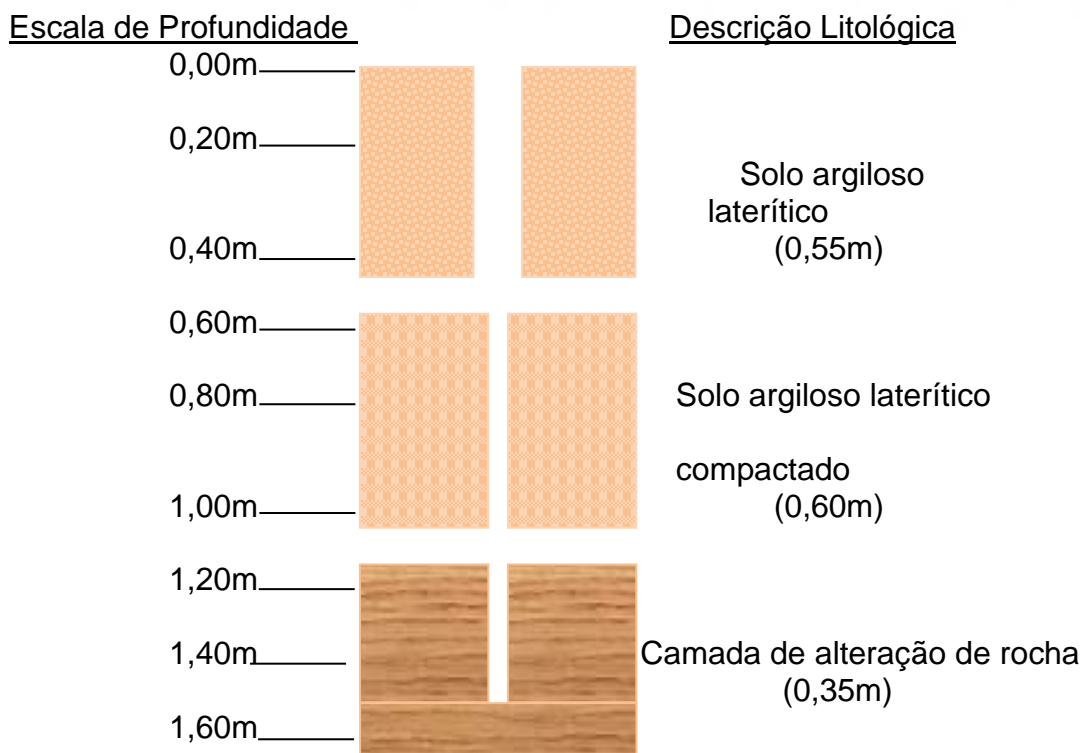 Escala de Profundidade
Descrição Litológica
0,00m
0,20m
Solo argiloso
laterítico
0,40m
(0,55m)
0,60m
0,80m
Solo argiloso laterítico
compactado
1,00m
(0,60m)
1,20m
1,40m
Camada de alteração de rocha
(0,35m)
1,60m